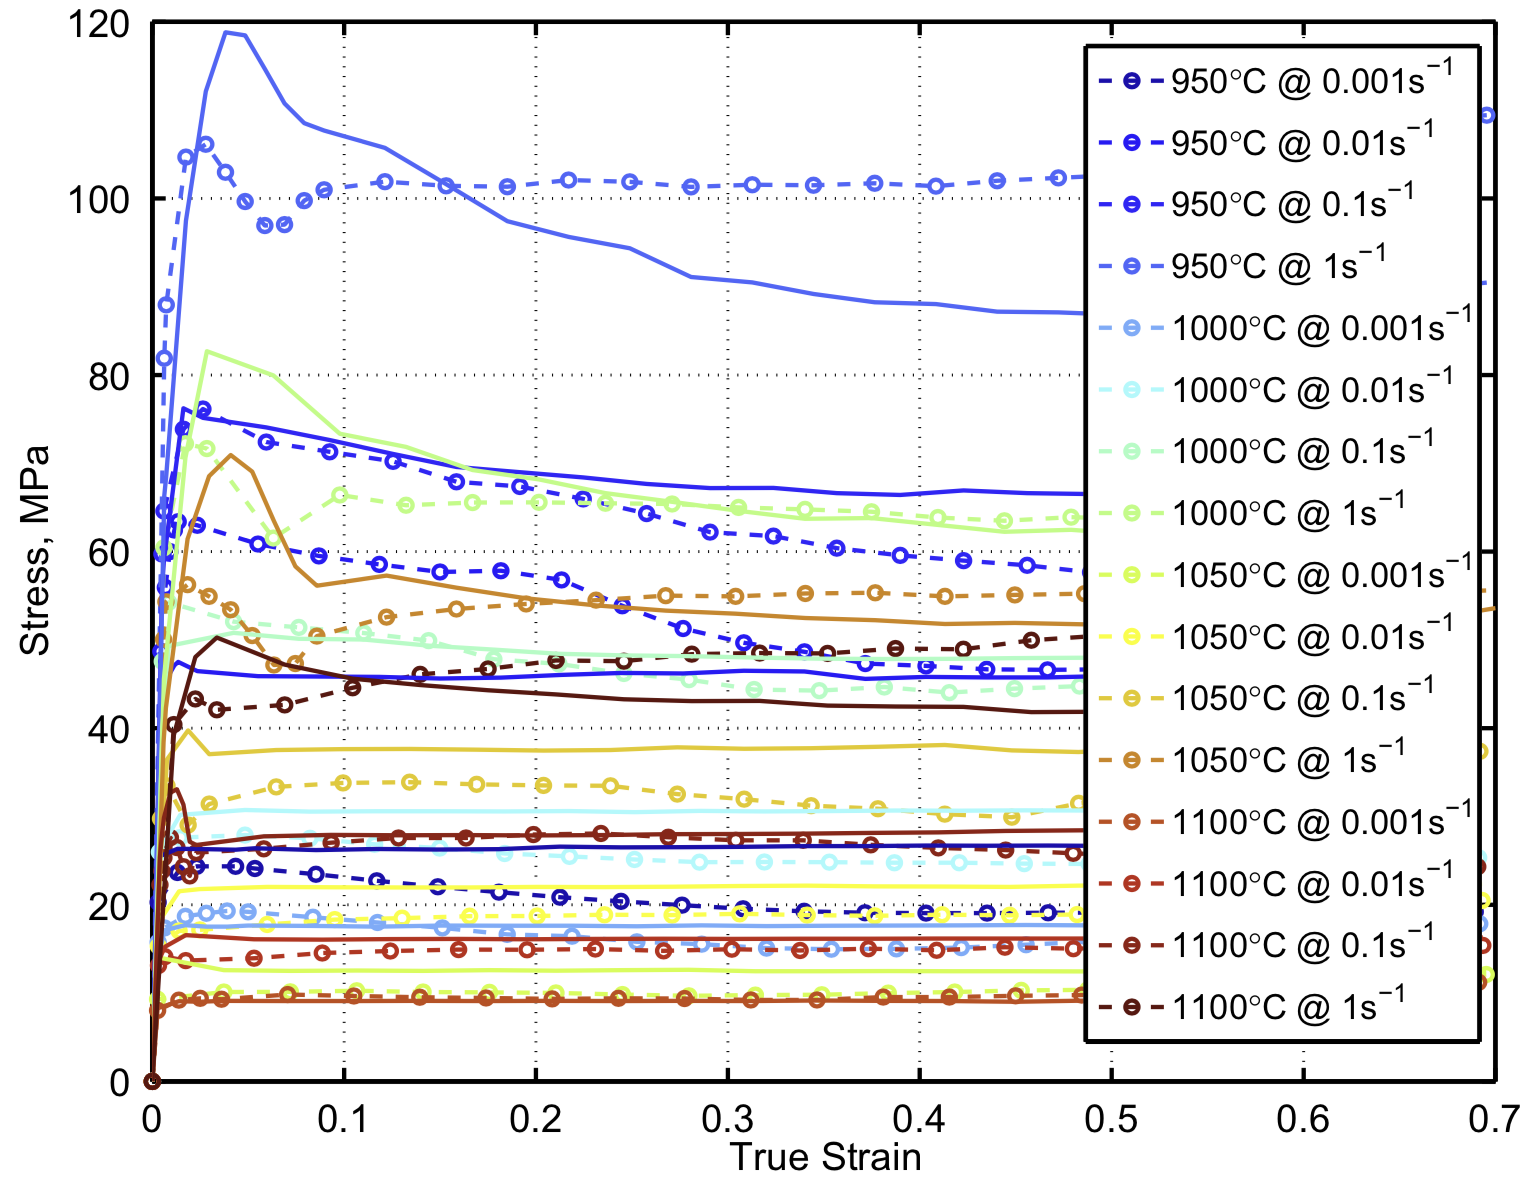 120
100
80
60
40
20
0
Stress, MPa
0 0.1 0.2 0.3 0.4 0.5 0.6 0.7
True Strain
950°C @ 0.001s⁻¹
950°C @ 0.01s⁻¹
950°C @ 0.1s⁻¹
950°C @ 1s⁻¹
1000°C @ 0.001s⁻¹
1000°C @ 0.01s⁻¹
1000°C @ 0.1s⁻¹
1000°C @ 1s⁻¹
1050°C @ 0.001s⁻¹
1050°C @ 0.01s⁻¹
1050°C @ 0.1s⁻¹
1050°C @ 1s⁻¹
1100°C @ 0.001s⁻¹
1100°C @ 0.01s⁻¹
1100°C @ 0.1s⁻¹
1100°C @ 1s⁻¹